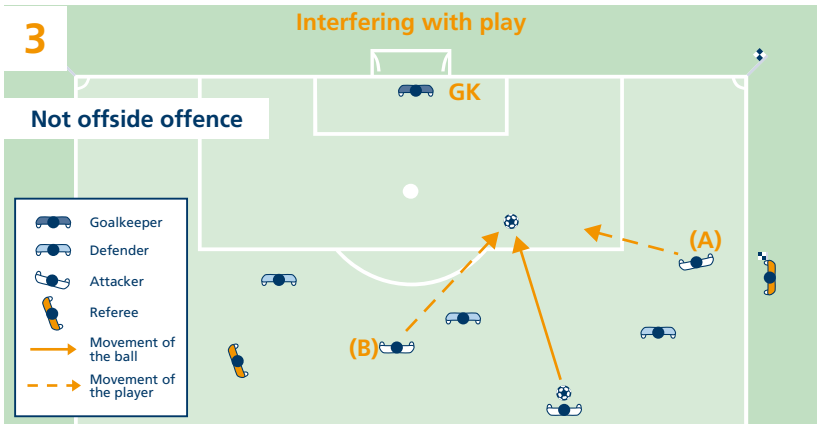 3
Interfering with play
GK
Not offside offence
Goalkeeper
Defender
Attacker
Referee
Movement of
the ball
Movement of
the player
(A)
(B)